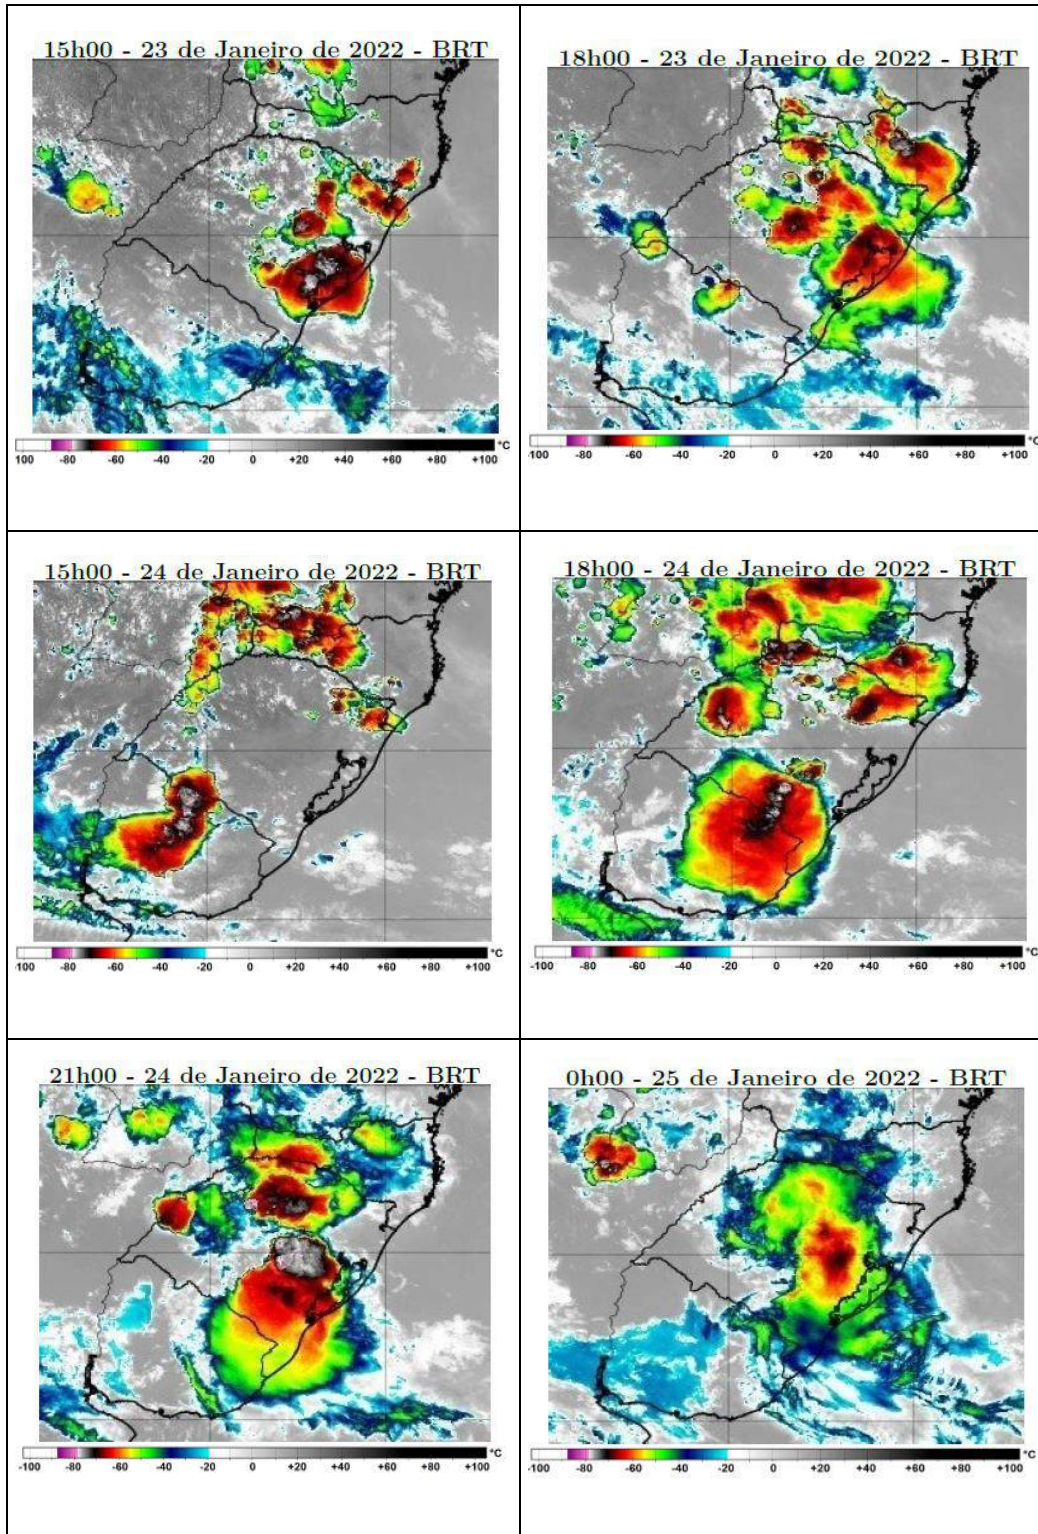 15h00 - 23 de Janeiro de 2022 - BRT
°C
100 -80 -60 -40 -20 0 +20 +40 +60 +80 +100
18h00 - 23 de Janeiro de 2022 - BRT
°C
100 -80 -60 -40 -20 0 +20 +40 +60 +80 +100
15h00 - 24 de Janeiro de 2022 - BRT
°C
100 -80 -60 -40 -20 0 +20 +40 +60 +80 +100
18h00 - 24 de Janeiro de 2022 - BRT
°C
-100 -80 -60 -40 -20 0 +20 +40 +60 +80 +100
21h00 - 24 de Janeiro de 2022 - BRT
°C
-100 -80 -60 -40 -20 0 +20 +40 +60 +80 +100
0h00 - 25 de Janeiro de 2022 - BRT
°C
-100 -80 -60 -40 -20 0 +20 +40 +60 +80 +100